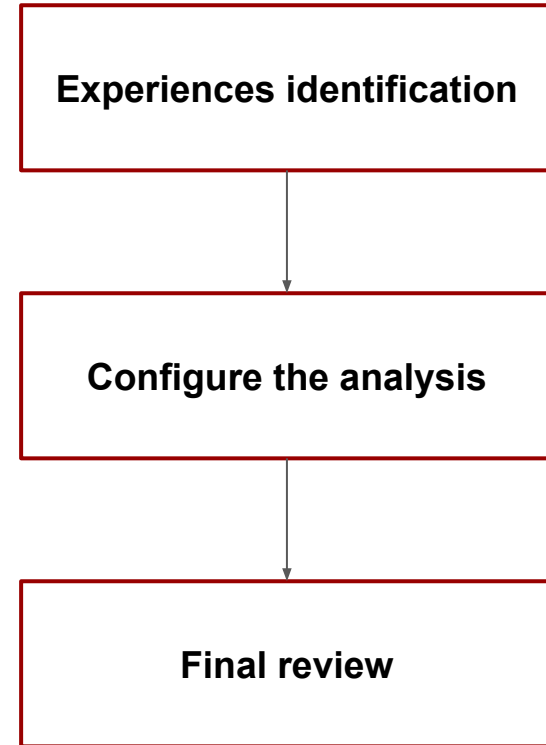 Experiences identification
Configure the analysis
Final review